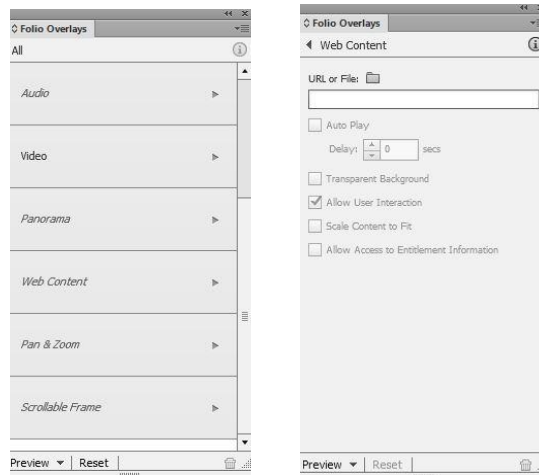 Folio Overlays
All
Audio
Video
Panorama
Web Content
Pan & Zoom
Scrollable Frame
Preview
Reset
Folio Overlays
Web Content
URL or File:
Auto Play
Delay: 0 secs
Transparent Background
Allow User Interaction
Scale Content to Fit
Allow Access to Entitlement Information
Preview
Reset